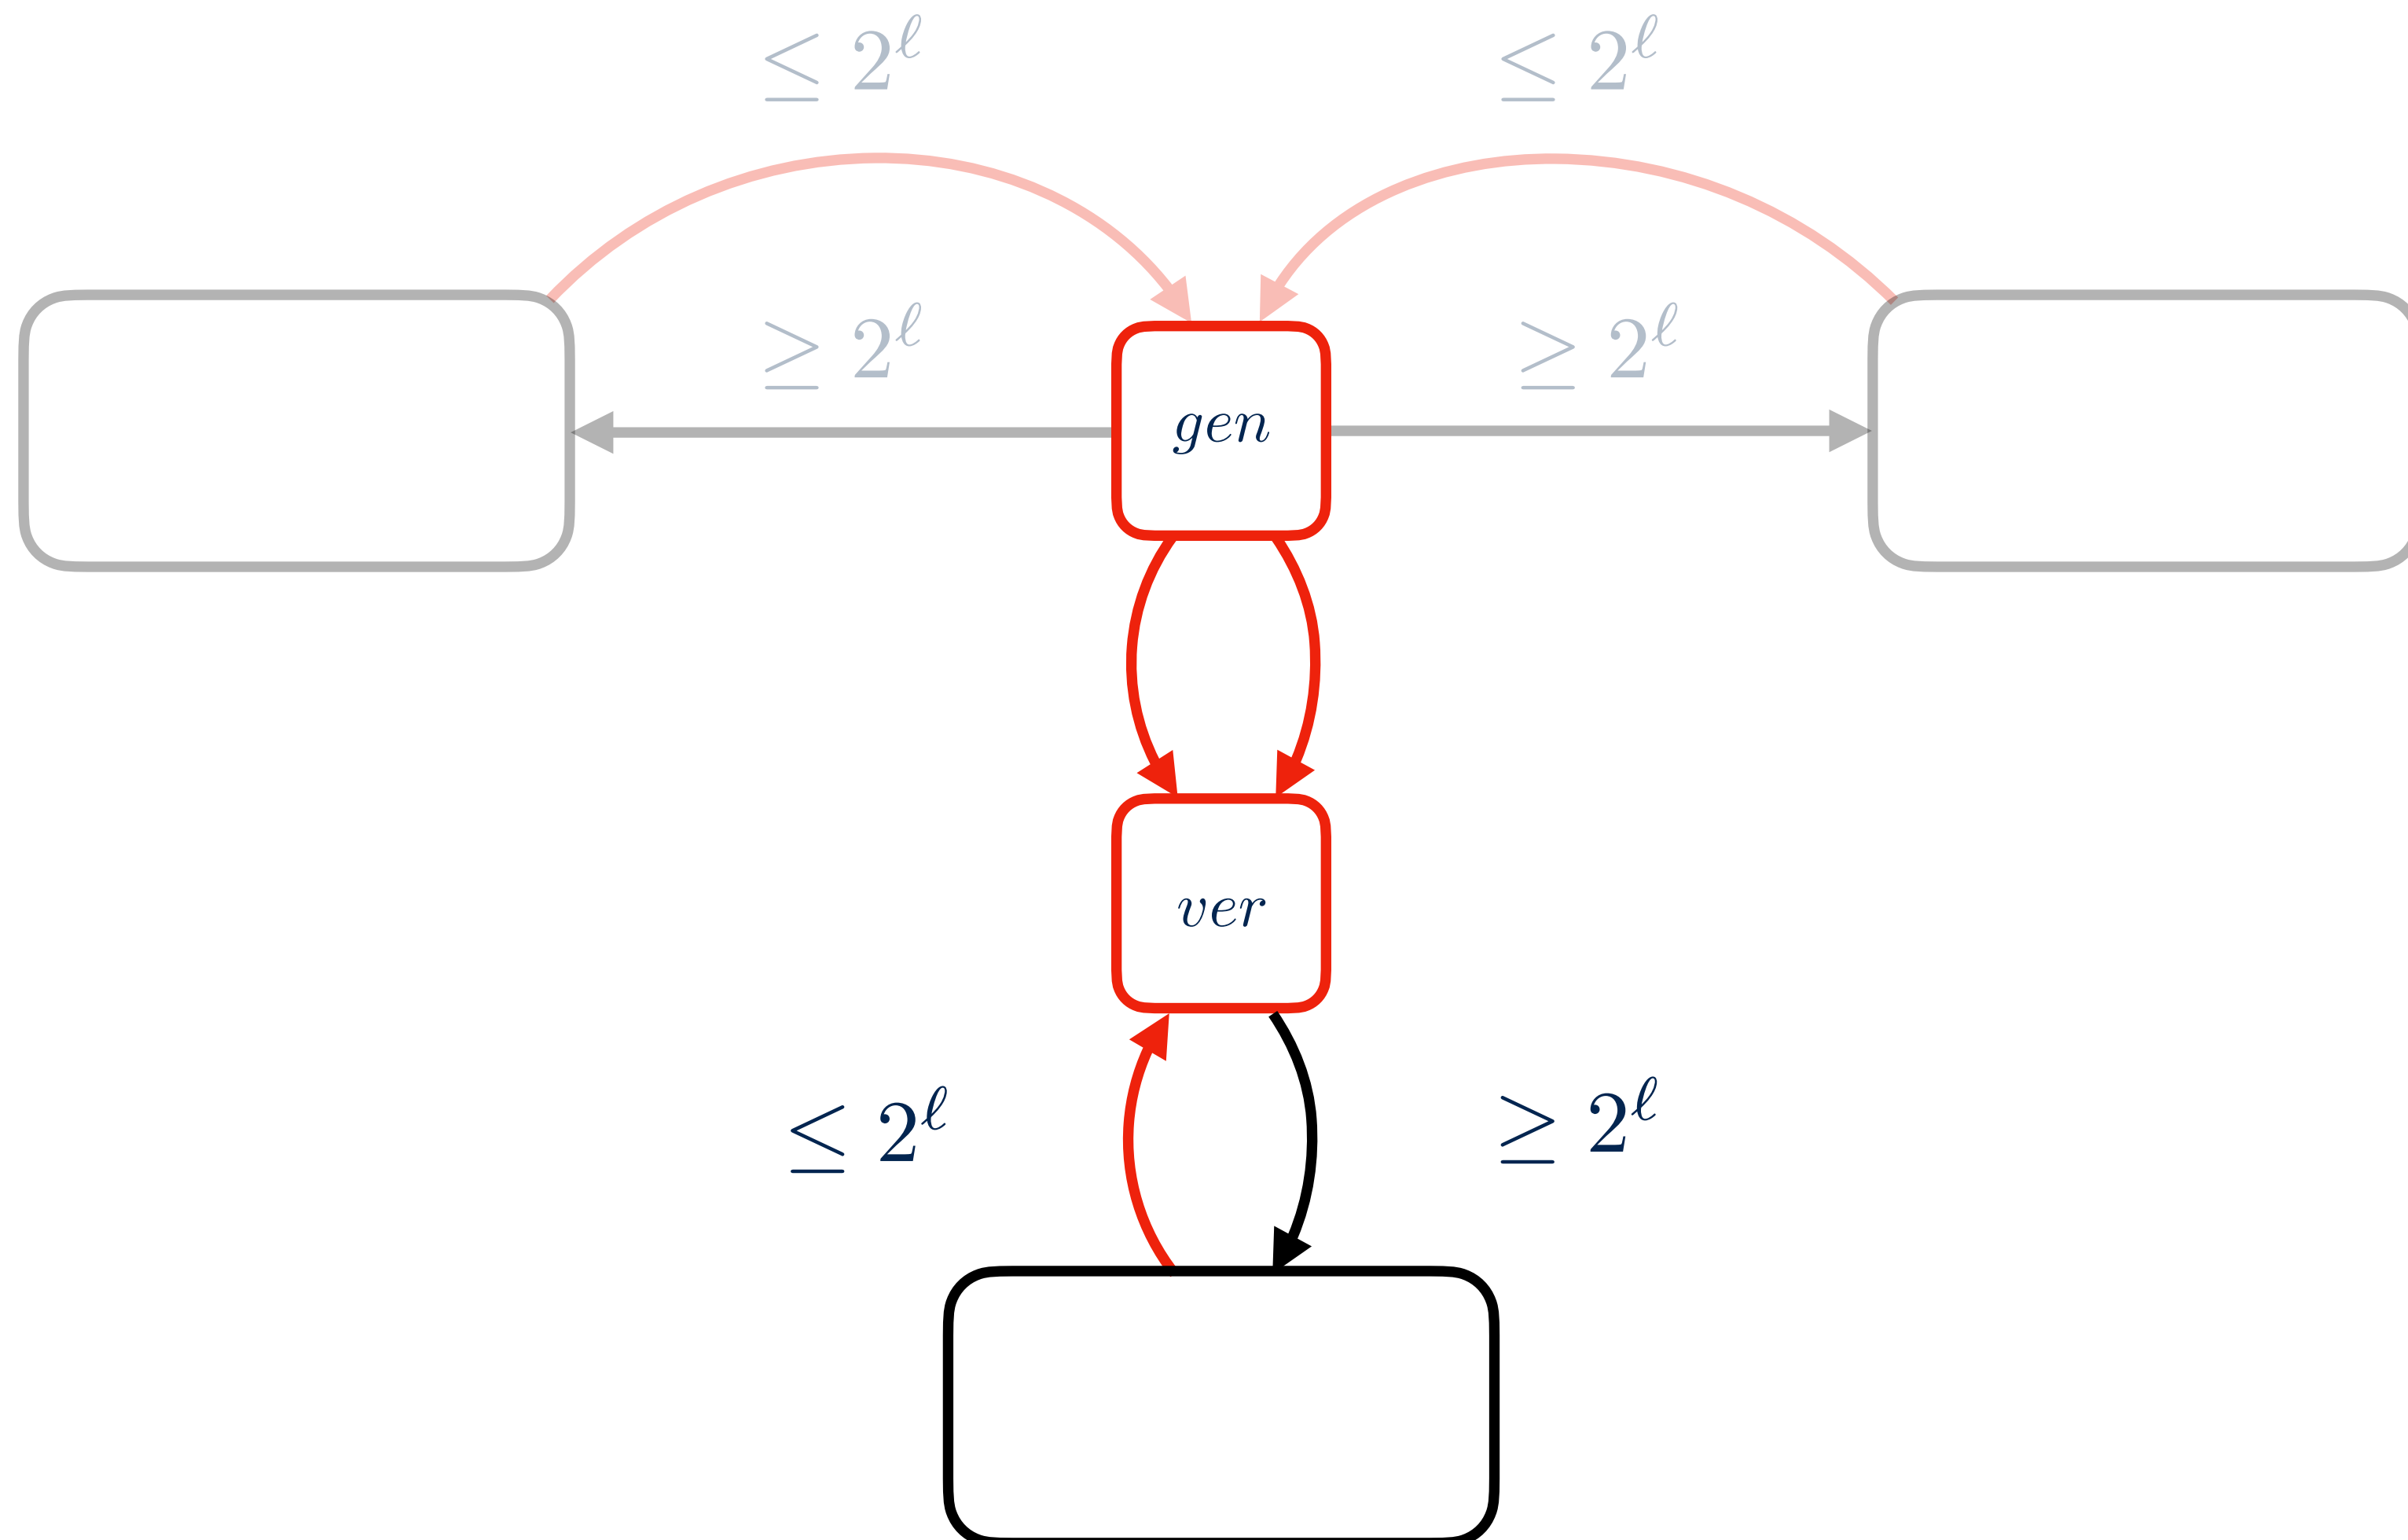 ≤ 2^ℓ ≤ 2^ℓ
≥ 2^ℓ ≥ 2^ℓ
gen
ver
≤ 2^ℓ ≥ 2^ℓ